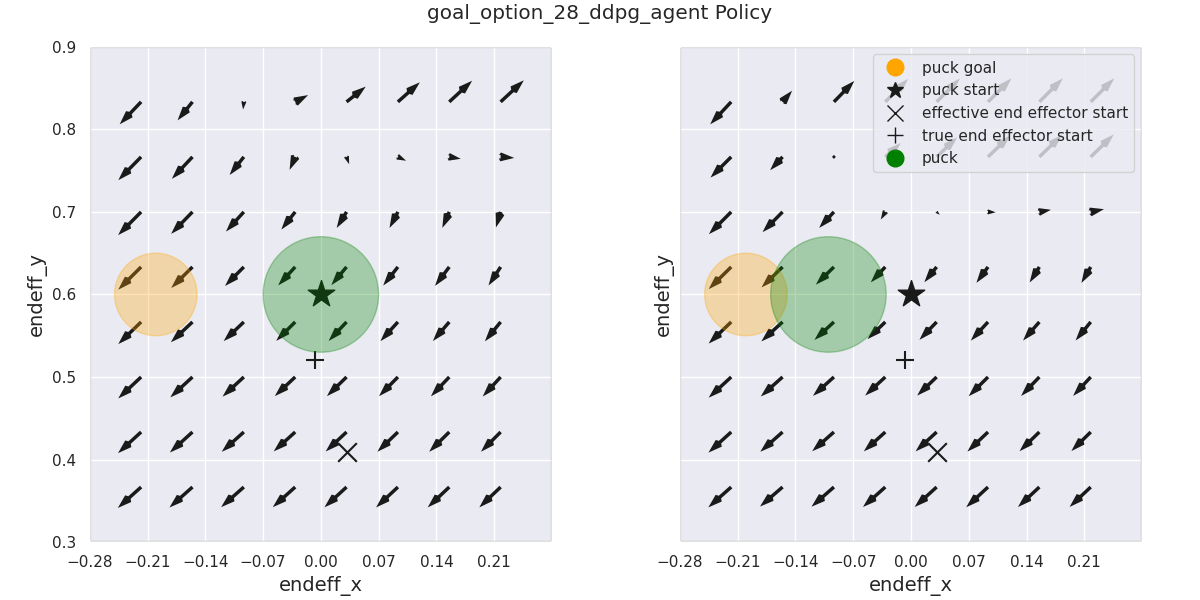 goal_option_28_ddpg_agent Policy
0.9
0.8
0.7
0.6
0.5
0.4
0.3
endeff_y
−0.28 −0.21 −0.14 −0.07 0.00 0.07 0.14 0.21
endeff_x
endeff_y
puck goal
puck start
effective end effector start
true end effector start
puck
−0.28 −0.21 −0.14 −0.07 0.00 0.07 0.14 0.21
endeff_x